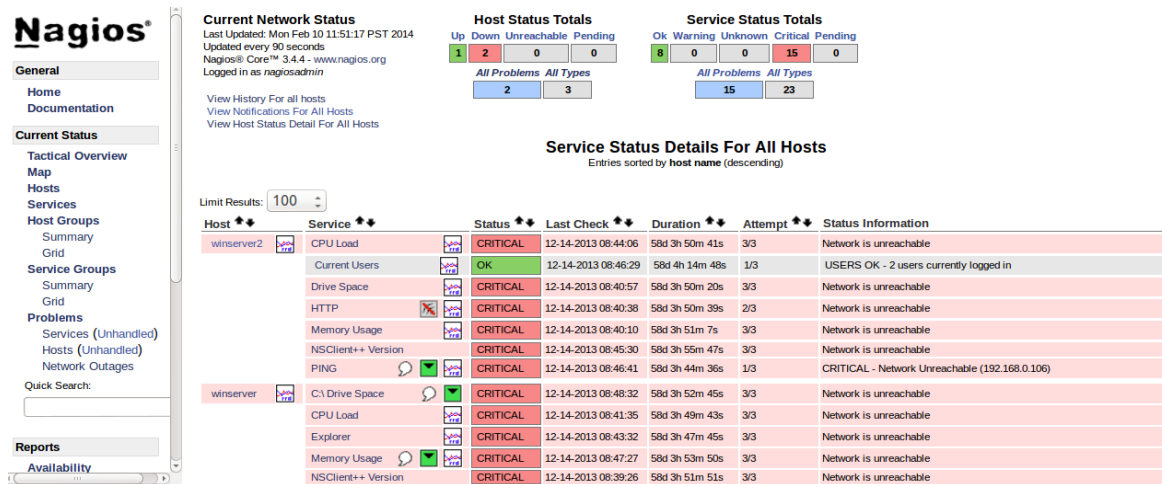 Nagios®
General
Home
Documentation
Current Status
Tactical Overview
Map
Hosts
Services
Host Groups
Summary
Grid
Service Groups
Summary
Grid
Problems
Services (Unhandled)
Hosts (Unhandled)
Network Outages
Quick Search:
Reports
Availability
Current Network Status
Last Updated: Mon Feb 10 11:51:17 PST 2014
Updated every 90 seconds
Nagios® Core™ 3.4.4 - www.nagios.org
Logged in as nagiosadmin
View History For all hosts
View Notifications For All Hosts
View Host Status Detail For All Hosts
Host Status Totals
Up Down Unreachable Pending
1 2 0 0
All Problems All Types
2 3
Service Status Totals
Ok Warning Unknown Critical Pending
8 0 0 15 0
All Problems All Types
15 23
Service Status Details For All Hosts
Entries sorted by host name (descending)
Limit Results: 100
Host Service Status Last Check Duration Attempt Status Information
winserver2 CPU Load CRITICAL 12-14-2013 08:44:06 58d 3h 50m 41s 3/3 Network is unreachable
Current Users OK 12-14-2013 08:46:29 58d 4h 14m 48s 1/3 USERS OK - 2 users currently logged in
Drive Space CRITICAL 12-14-2013 08:40:57 58d 3h 50m 20s 3/3 Network is unreachable
HTTP CRITICAL 12-14-2013 08:40:38 58d 3h 50m 39s 2/3 Network is unreachable
Memory Usage CRITICAL 12-14-2013 08:40:10 58d 3h 51m 7s 3/3 Network is unreachable
NSClient++ Version CRITICAL 12-14-2013 08:45:30 58d 3h 55m 47s 3/3 Network is unreachable
PING CRITICAL 12-14-2013 08:46:41 58d 3h 44m 36s 1/3 CRITICAL - Network Unreachable (192.168.0.106)
winserver C:\ Drive Space CRITICAL 12-14-2013 08:48:32 58d 3h 52m 45s 3/3 Network is unreachable
CPU Load CRITICAL 12-14-2013 08:41:35 58d 3h 49m 43s 3/3 Network is unreachable
Explorer CRITICAL 12-14-2013 08:43:32 58d 3h 47m 45s 3/3 Network is unreachable
Memory Usage CRITICAL 12-14-2013 08:47:27 58d 3h 53m 50s 3/3 Network is unreachable
NSClient++ Version CRITICAL 12-14-2013 08:39:26 58d 3h 51m 51s 3/3 Network is unreachable